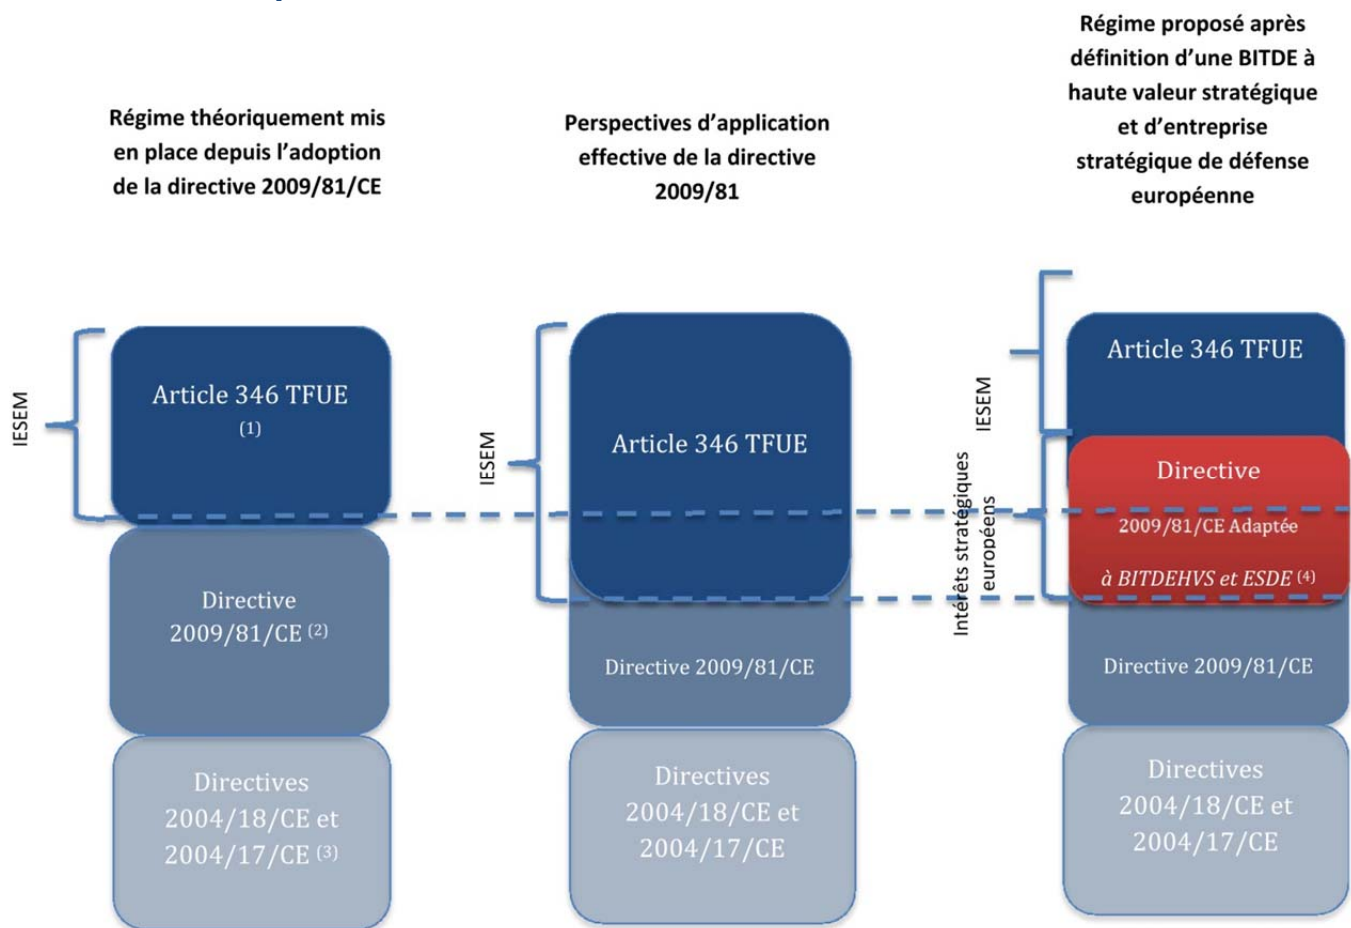 Régime théoriquement mis
en place depuis l’adoption
de la directive 2009/81/CE
IESEM
Article 346 TFUE
(1)
Directive
2009/81/CE (2)
Directives
2004/18/CE et
2004/17/CE (3)
Perspectives d’application
effective de la directive
2009/81
IESEM
Article 346 TFUE
Directive 2009/81/CE
Directives
2004/18/CE et
2004/17/CE
Régime proposé après
définition d’une BITDE à
haute valeur stratégique
et d’entreprise
stratégique de défense
européenne
IESEM
Intérêts stratégiques
européens
Article 346 TFUE
Directive
2009/81/CE Adaptée
à BITDEHVS et ESDE (4)
Directive 2009/81/CE
Directives
2004/18/CE et
2004/17/CE